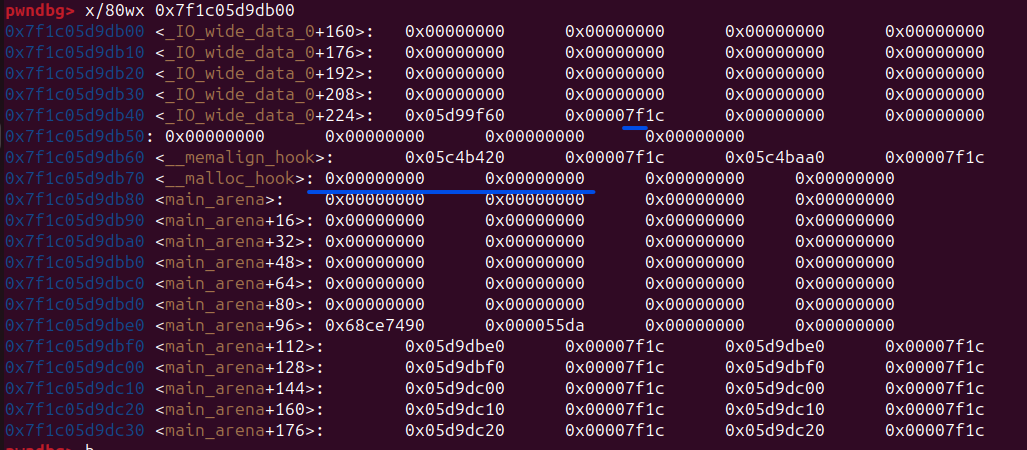 pwndbg> x/80wx 0x7f1c05d9db00
0x7f1c05d9db00 <_IO_wide_data_0+160>: 0x00000000 0x00000000 0x00000000 0x00000000
0x7f1c05d9db10 <_IO_wide_data_0+176>: 0x00000000 0x00000000 0x00000000 0x00000000
0x7f1c05d9db20 <_IO_wide_data_0+192>: 0x00000000 0x00000000 0x00000000 0x00000000
0x7f1c05d9db30 <_IO_wide_data_0+208>: 0x00000000 0x00000000 0x00000000 0x00000000
0x7f1c05d9db40 <_IO_wide_data_0+224>: 0x05d99f60 0x00007f1c 0x00000000 0x00000000
0x7f1c05d9db50: 0x00000000 0x00000000 0x00000000 0x00000000
0x7f1c05d9db60 <__memalign_hook>: 0x05c4b420 0x00007f1c 0x05c4baa0 0x00007f1c
0x7f1c05d9db70 <__malloc_hook>: 0x00000000 0x00000000 0x00000000 0x00000000
0x7f1c05d9db80 <main_arena>: 0x00000000 0x00000000 0x00000000 0x00000000
0x7f1c05d9db90 <main_arena+16>: 0x00000000 0x00000000 0x00000000 0x00000000
0x7f1c05d9dba0 <main_arena+32>: 0x00000000 0x00000000 0x00000000 0x00000000
0x7f1c05d9dbb0 <main_arena+48>: 0x00000000 0x00000000 0x00000000 0x00000000
0x7f1c05d9dbc0 <main_arena+64>: 0x00000000 0x00000000 0x00000000 0x00000000
0x7f1c05d9dbd0 <main_arena+80>: 0x00000000 0x00000000 0x00000000 0x00000000
0x7f1c05d9dbe0 <main_arena+96>: 0x68ce7490 0x000055da 0x00000000 0x00000000
0x7f1c05d9dbf0 <main_arena+112>: 0x05d9dbe0 0x00007f1c 0x05d9dbe0 0x00007f1c
0x7f1c05d9dc00 <main_arena+128>: 0x05d9dbf0 0x00007f1c 0x05d9dbf0 0x00007f1c
0x7f1c05d9dc10 <main_arena+144>: 0x05d9dc00 0x00007f1c 0x05d9dc00 0x00007f1c
0x7f1c05d9dc20 <main_arena+160>: 0x05d9dc10 0x00007f1c 0x05d9dc10 0x00007f1c
0x7f1c05d9dc30 <main_arena+176>: 0x05d9dc20 0x00007f1c 0x05d9dc20 0x00007f1c